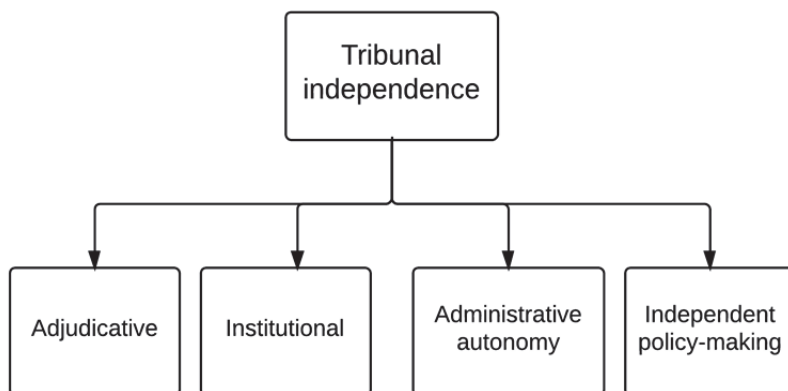 Tribunal
independence
Adjudicative
Institutional
Administrative
autonomy
Independent
policy-making